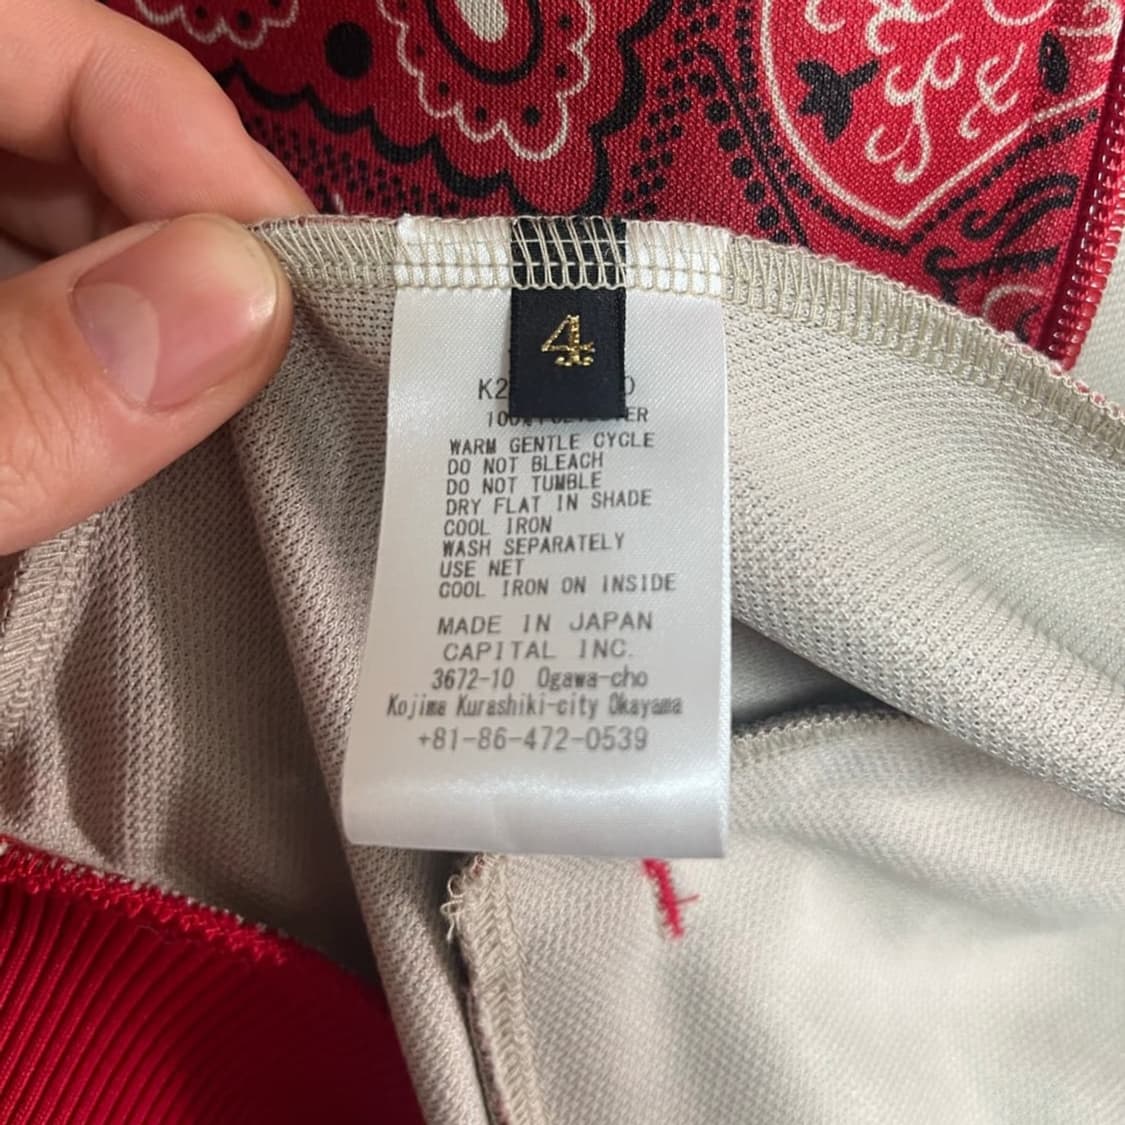 4
100% POLYESTER
WARM GENTLE CYCLE
DO NOT BLEACH
DO NOT TUMBLE
DRY FLAT IN SHADE
COOL IRON
WASH SEPARATELY
USE NET
COOL IRON ON INSIDE
MADE IN JAPAN
CAPITAL INC.
3672-10 Ogawa-cho
Kojima Kurashiki-city Okayama
+81-86-472-0539